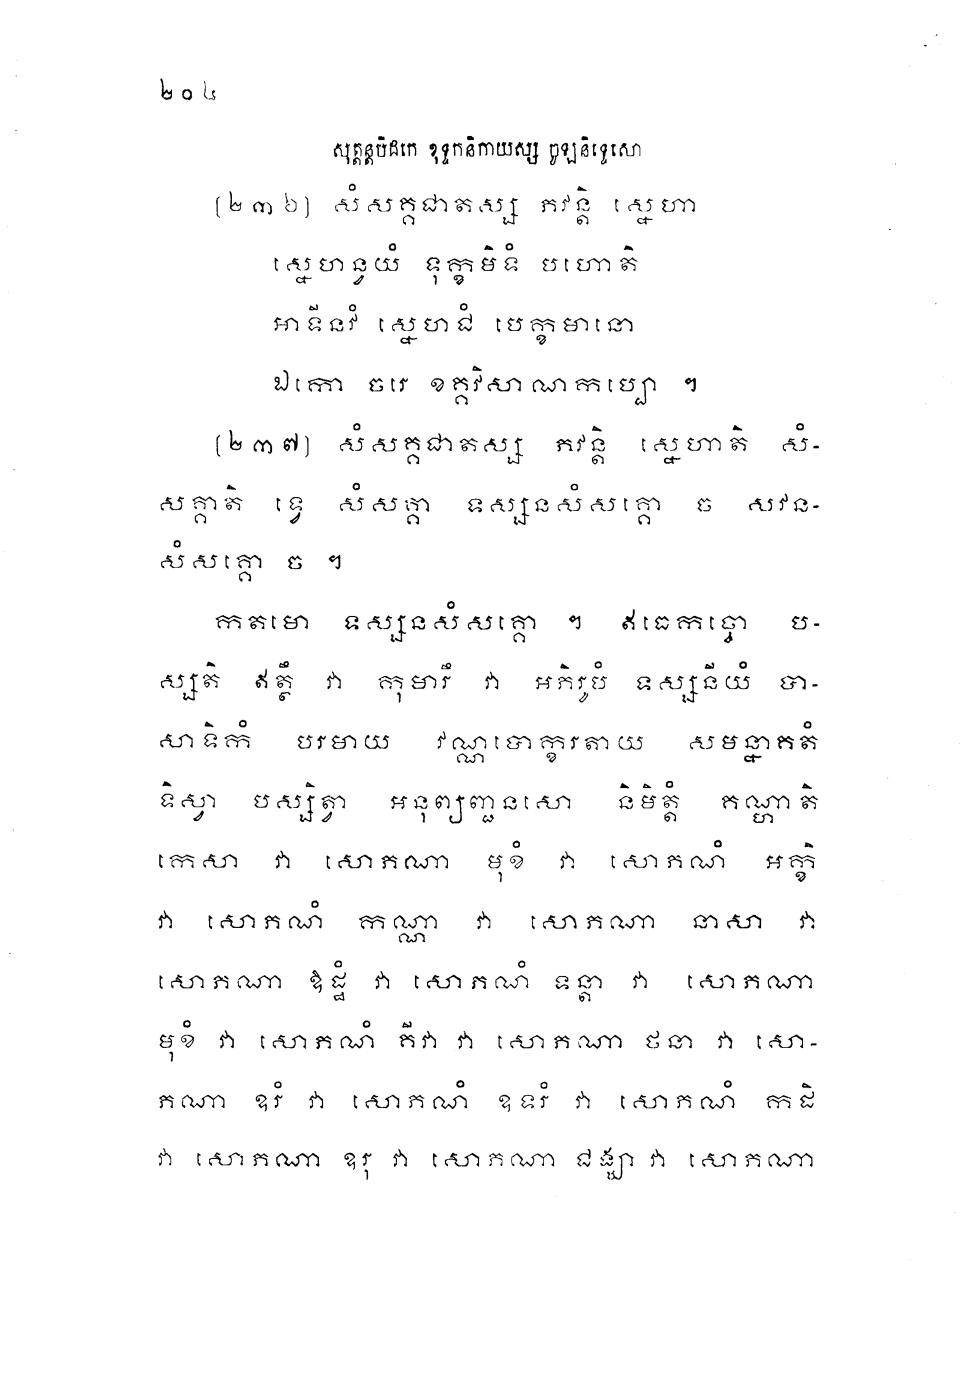 ២០៤
សុត្តន្តបិដកេ ខុទ្ទកនិកាយស្ស ចូឡនិទ្ទេសោ
(២៣៦) សំសគ្គជាតស្ស ភវន្តិ ស្នេហា
ស្នេហន្វយំ ទុក្ខមិទំ បហោតិ
អាទីនវំ ស្នេហជំ បេក្ខមានោ
ឯកោ ចរេ ខគ្គវិសាណកប្បោ ។
(២៣៧) សំសគ្គជាតស្ស ភវន្តិ ស្នេហាតិ សំ-
សគ្គាតិ ទ្វេ សំសគ្គា ទស្សនសំសគ្គោ ច សវន-
សំសគ្គោ ច ។
កតមោ ទស្សនសំសគ្គោ ។ ឥធេកច្ចោ ប-
ស្សតិ ឥត្ថឹ វា កុមារឹ វា អភិរូបំ ទស្សនីយំ បា-
សាទិកំ បរមាយ វណ្ណបោក្ខរតាយ សមន្នាគតំ
ទិស្វា បស្សិត្វា អនុព្យញ្ជនសោ និមិត្តំ គណ្ហាតិ
កេសា វា សោភណា មុខំ វា សោភណំ អក្ខិ
វា សោភណំ កណ្ណា វា សោភណា នាសា វា
សោភណា ឱដ្ឋំ វា សោភណំ ទន្តា វា សោភណា
មុខំ វា សោភណំ គីវា វា សោភណា ថនា វា សោ-
ភណា ឧរំ វា សោភណំ ឧទរំ វា សោភណំ កដិ
វា សោភណា ឧរុ វា សោភណា ជង្ឃា វា សោភណា